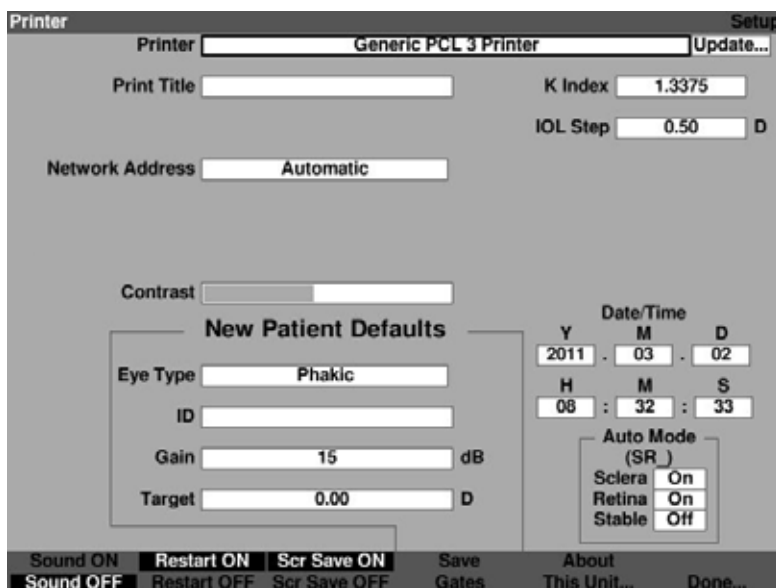 Printer Setup
Printer Generic PCL 3 Printer Update...
Print Title K Index 1.3375
IOL Step 0.50 D
Network Address Automatic
Contrast
New Patient Defaults
Date/Time
Y M D
2011 . 03 . 02
Eye Type Phakic
H M S
08 : 32 : 33
ID
Auto Mode
(SR_)
Gain 15 dB
Sclera On
Retina On
Target 0.00 D
Stable Off
Sound ON Restart ON Scr Save ON Save About
Sound OFF Restart OFF Scr Save OFF Gates This Unit... Done...